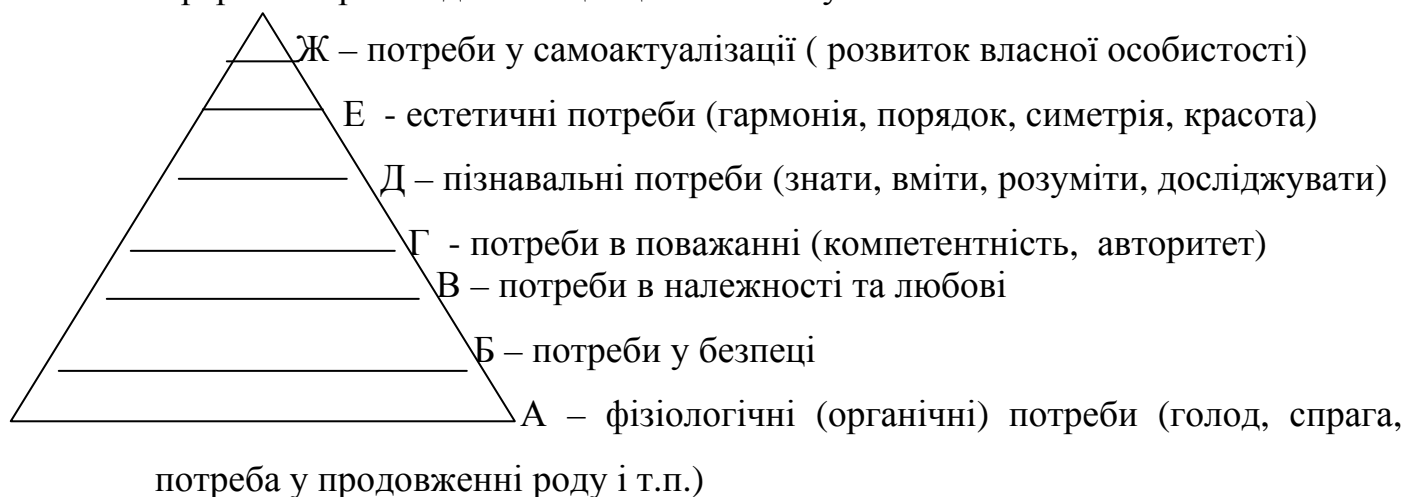 Ж – потреби у самоактуалізації ( розвиток власної особистості)
Е - естетичні потреби (гармонія, порядок, симетрія, красота)
Д – пізнавальні потреби (знати, вміти, розуміти, досліджувати)
Г - потреби в поважанні (компетентність, авторитет)
В – потреби в належності та любові
Б – потреби у безпеці
А – фізіологічні (органічні) потреби (голод, спрага,
потреба у продовженні роду і т.п.)